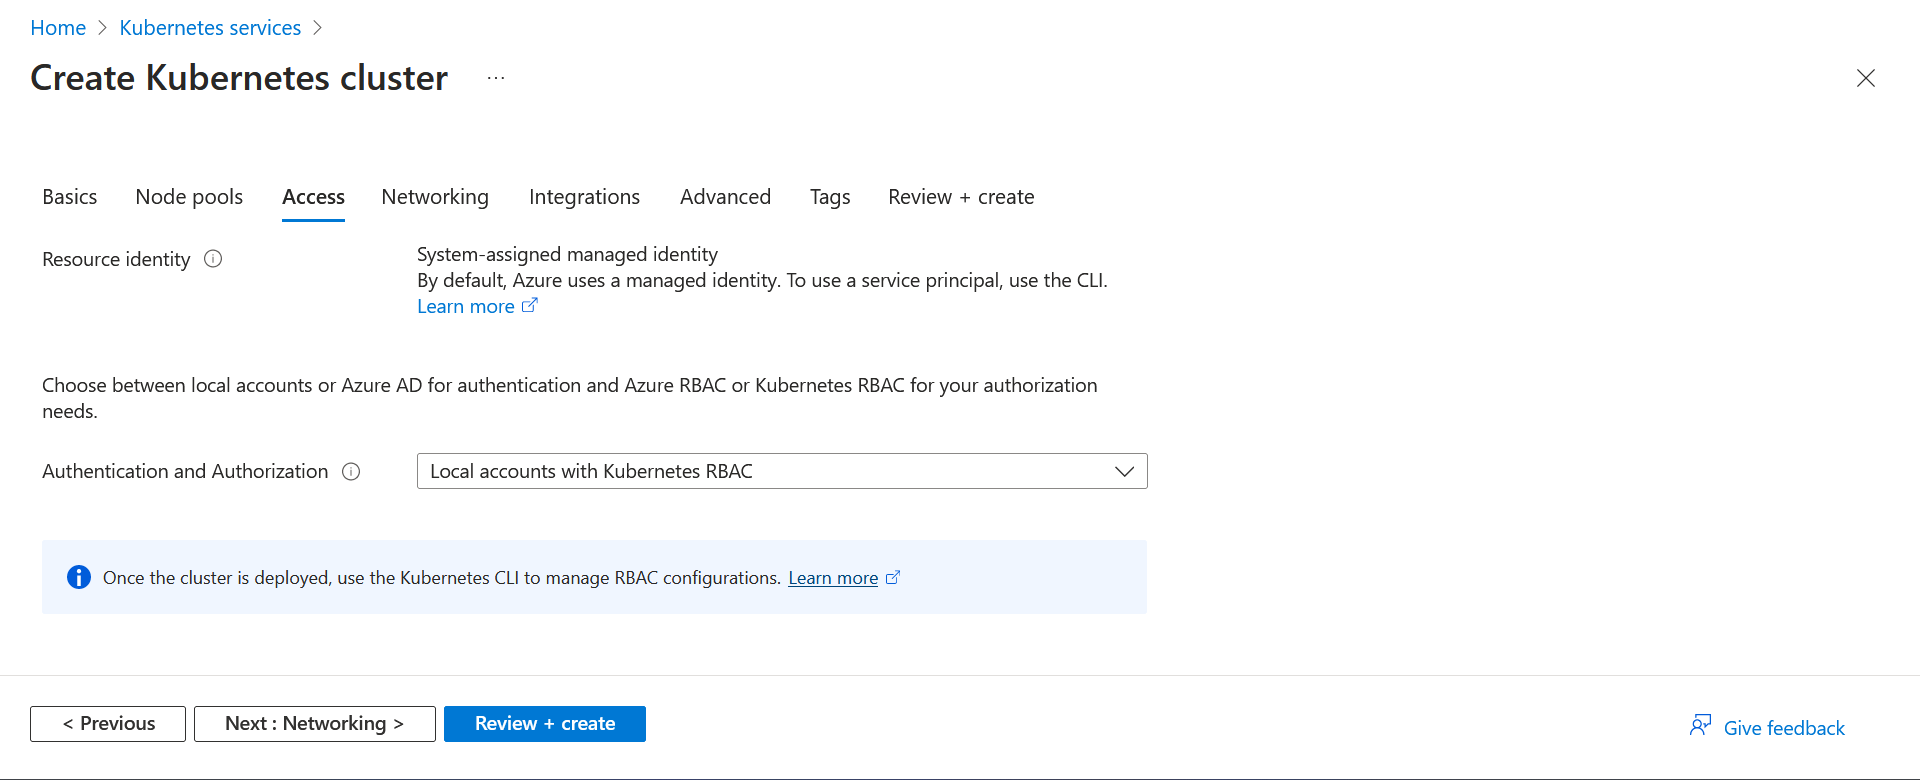 Home > Kubernetes services >
Create Kubernetes cluster ...
Basics Node pools Access Networking Integrations Advanced Tags Review + create
Resource identity
System-assigned managed identity
By default, Azure uses a managed identity. To use a service principal, use the CLI.
Learn more
Choose between local accounts or Azure AD for authentication and Azure RBAC or Kubernetes RBAC for your authorization
needs.
Authentication and Authorization
Local accounts with Kubernetes RBAC
Once the cluster is deployed, use the Kubernetes CLI to manage RBAC configurations. Learn more
< Previous
Next : Networking >
Review + create
Give feedback